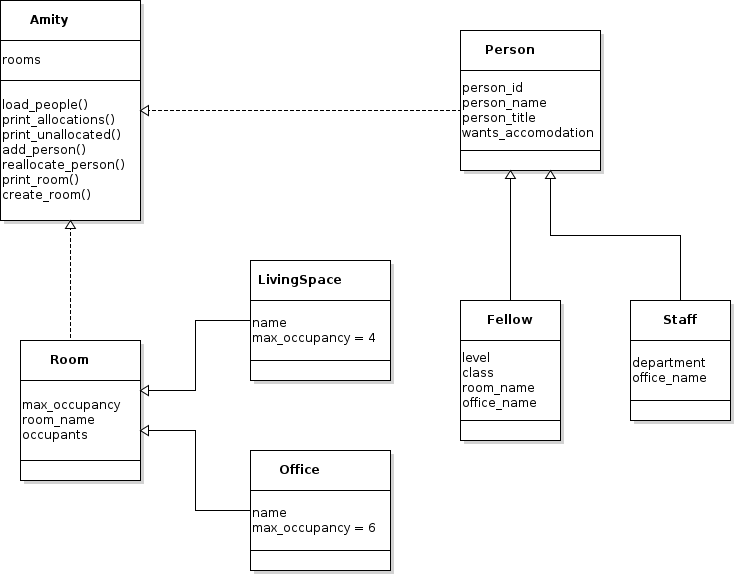 Amity
rooms
load_people()
print_allocations()
print_unallocated()
add_person()
reallocate_person()
print_room()
create_room()
Person
person_id
person_name
person_title
wants_accomodation
LivingSpace
name
max_occupancy = 4
Fellow
level
class
room_name
office_name
Staff
department
office_name
Room
max_occupancy
room_name
occupants
Office
name
max_occupancy = 6